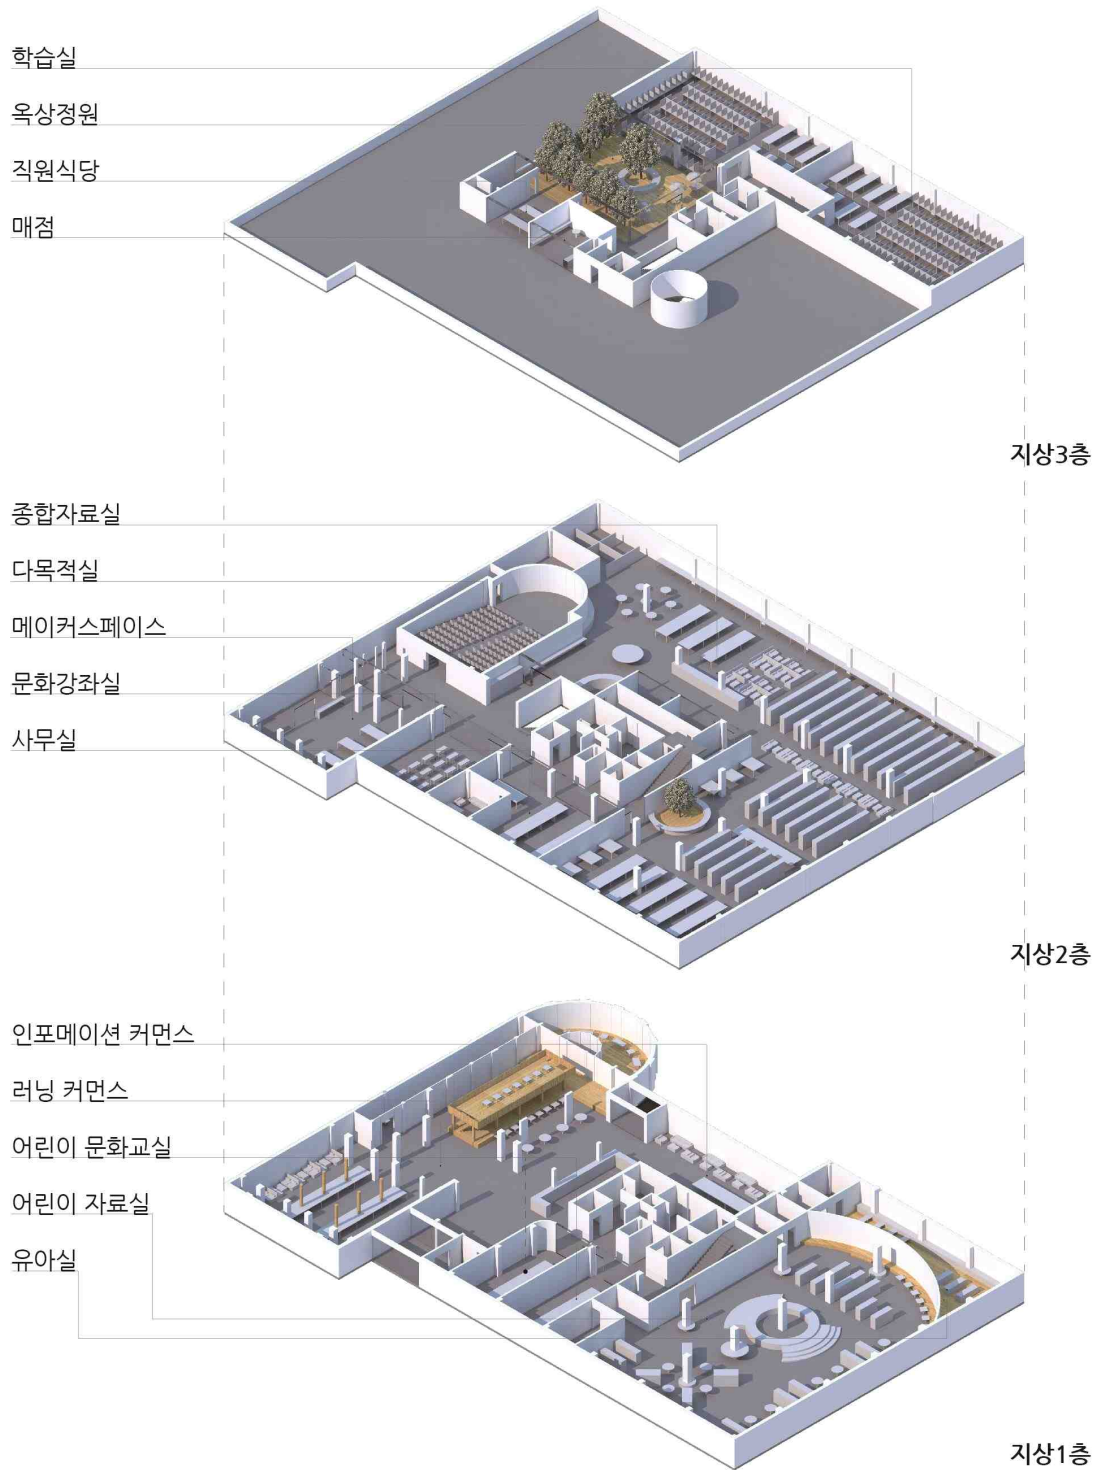 학습실
옥상정원
직원식당
매점
지상3층
종합자료실
다목적실
메이커스페이스
문화강좌실
사무실
지상2층
인포메이션 커먼스
러닝 커먼스
어린이 문화교실
어린이 자료실
유아실
지상1층